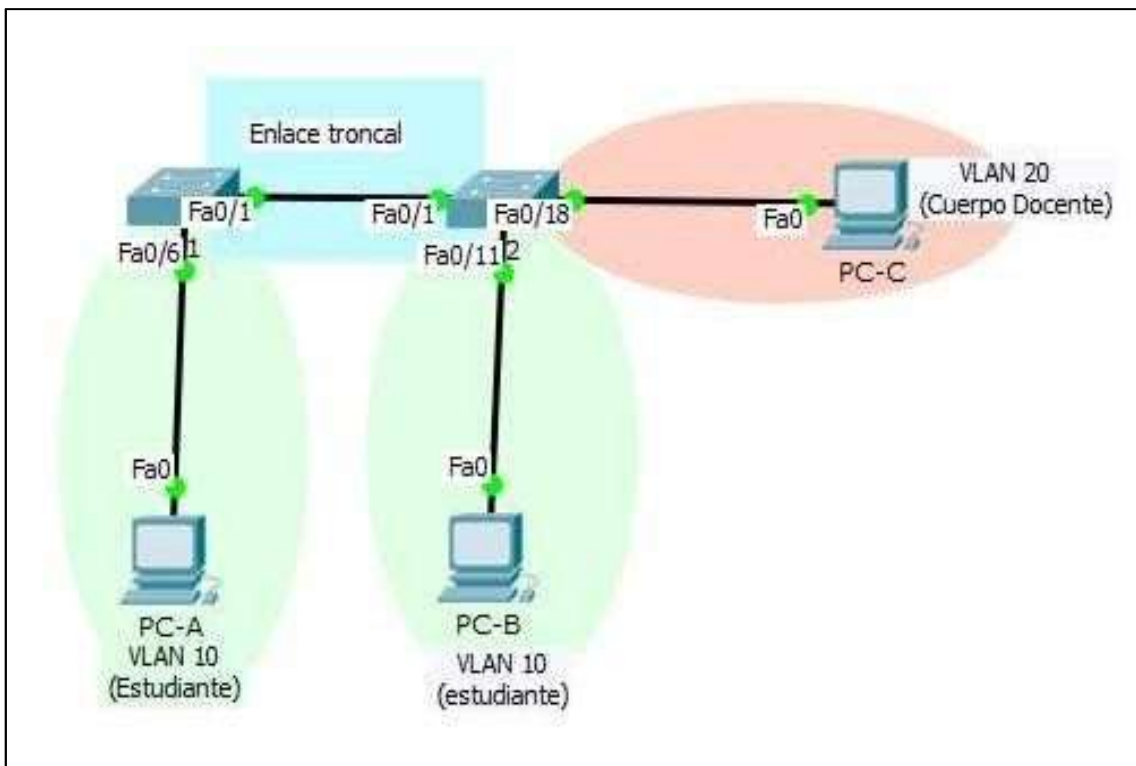 Enlace troncal
Fa0/1
Fa0/1
Fa0/18
Fa0
VLAN 20
(Cuerpo Docente)
PC-C
Fa0/6
1
Fa0/11
2
Fa0
Fa0
PC-A
VLAN 10
(Estudiante)
PC-B
VLAN 10
(estudiante)